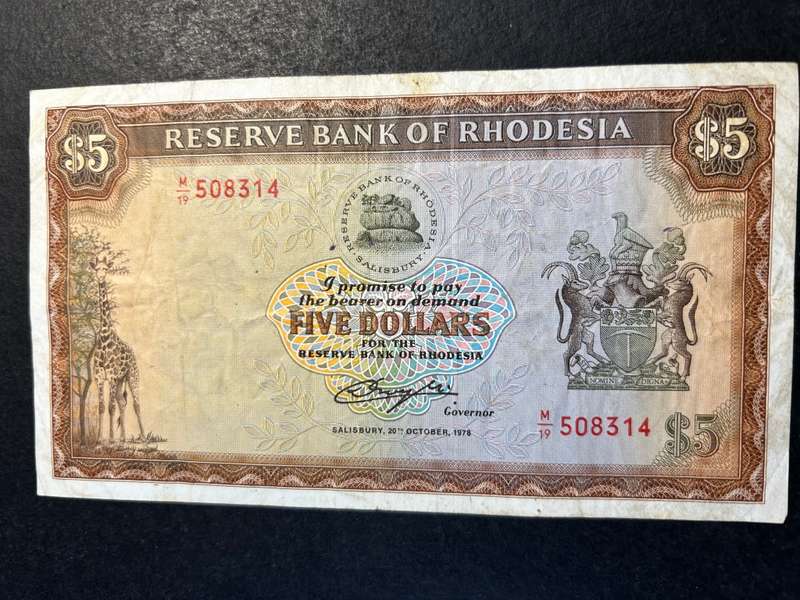 $5
RESERVE BANK OF RHODESIA
$5
M/19 508314
RESERVE BANK OF RHODESIA
· SALISBURY ·
I promise to pay
the bearer on demand
FIVE DOLLARS
FOR THE
RESERVE BANK OF RHODESIA
Governor
SALISBURY, 20TH OCTOBER, 1978
NOMINE DIGNA
M/19 508314
$5